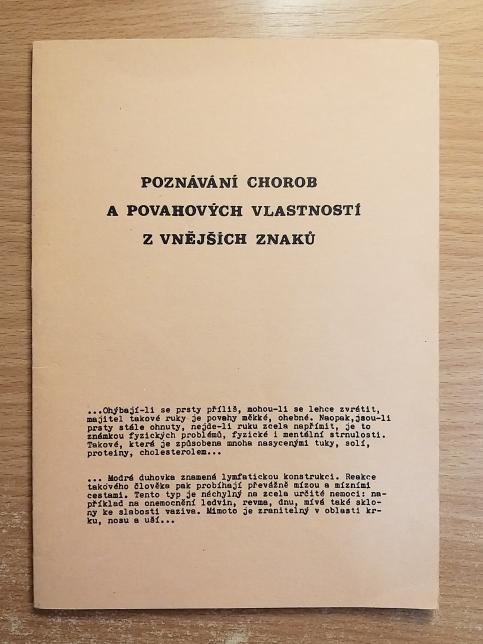 POZNÁVÁNÍ CHOROB
A POVAHOVÝCH VLASTNOSTÍ
Z VNĚJŠÍCH ZNAKŮ
...Ohýbají-li se prsty příliš, mohou-li se lehce zvrátit,
majitel takové ruky je povahy měkké, ohebné. Naopak,jsou-li
prsty stále ohnuty, nejde-li ruku zcela napřímit, je to
známkou fyzických problémů, fyzické i mentální strnulosti.
Takové, která je způsobena mnoha nasycenými tuky, solí,
proteiny, cholesterolem...
... Modrá duhovka znamená lymfatickou konstrukci. Reakce
takového člověka pak probíhají převážně mízou a mízními
cestami. Tento typ je náchylný na zcela určité nemoci: na-
příklad na onemocnění ledvin, revma, dnu, mívá také sklo-
ny ke slabosti vaziva. Mimoto je zranitelný v oblasti kr-
ku, nosu a uší...